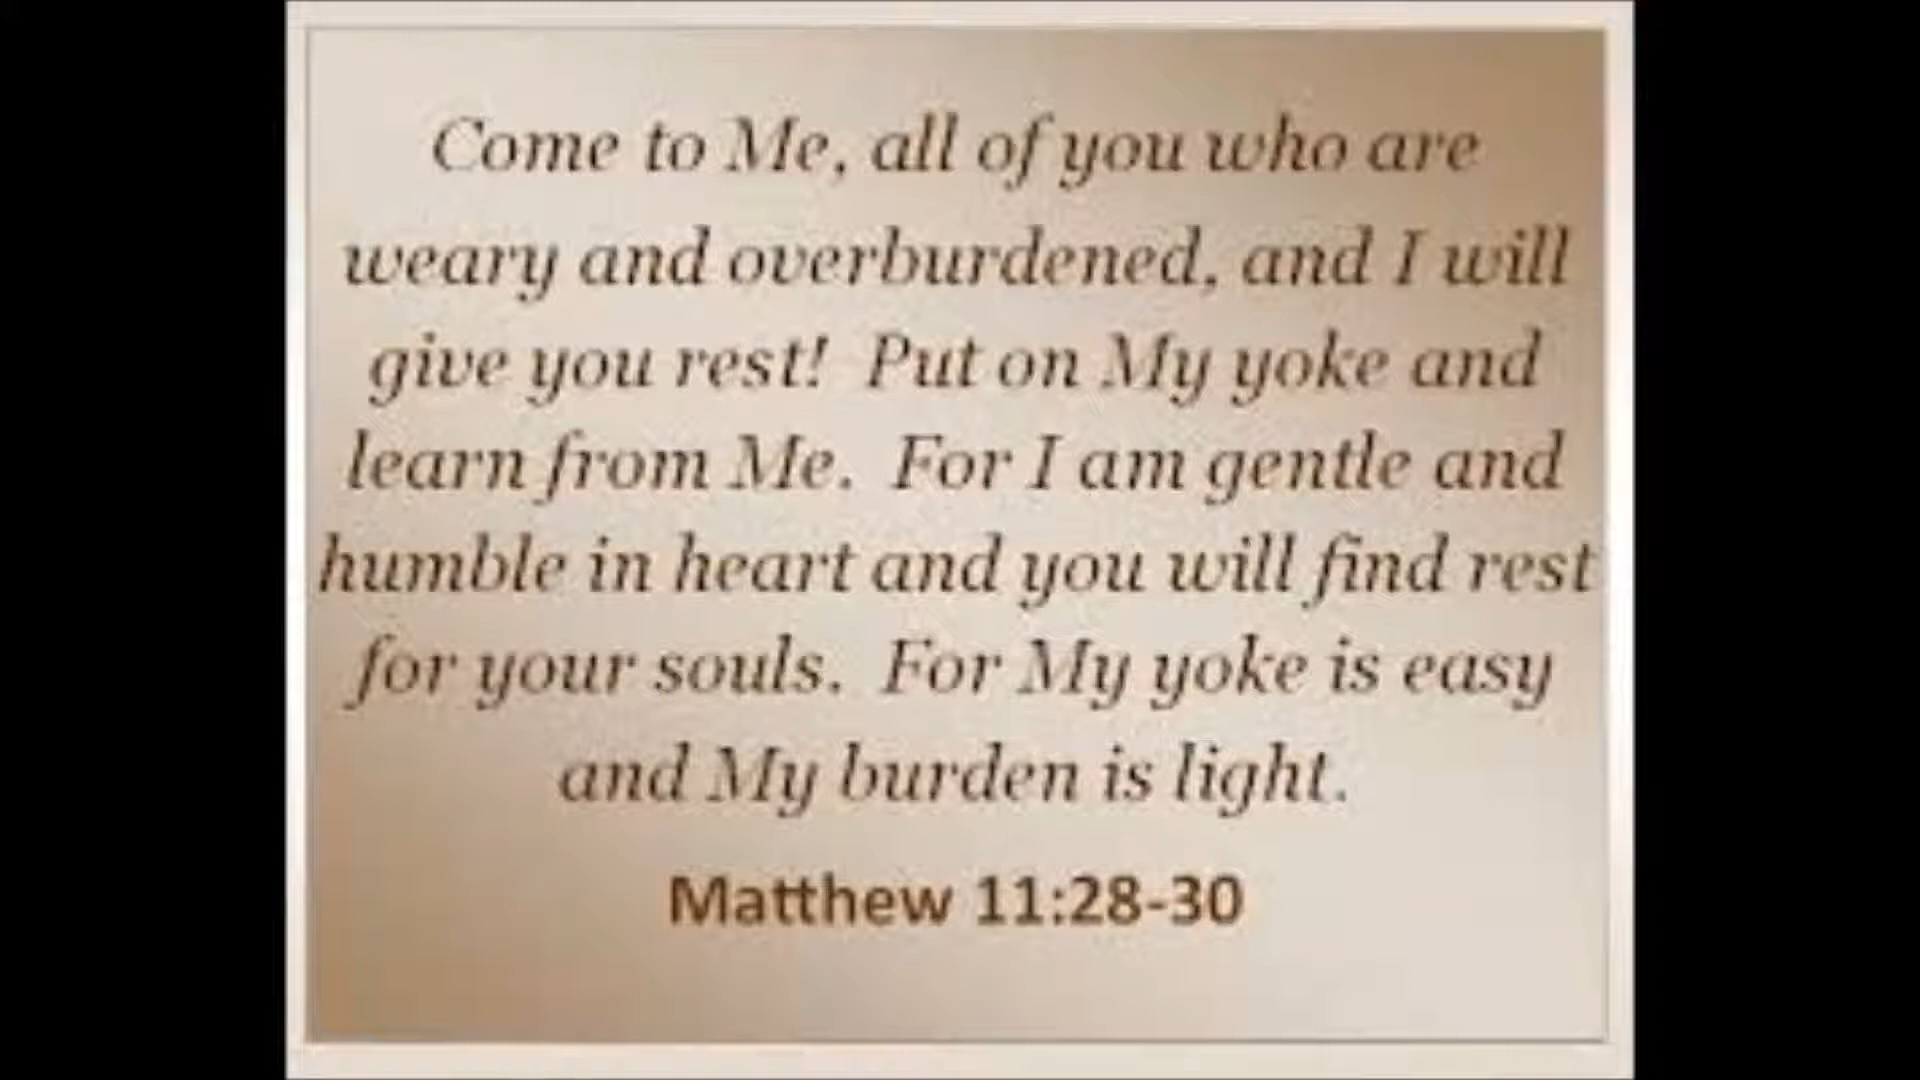 Come to Me, all of you who are
weary and overburdened, and I will
give you rest!  Put on My yoke and
learn from Me.  For I am gentle and
humble in heart and you will find rest
for your souls.  For My yoke is easy
and My burden is light.
Matthew 11:28-30